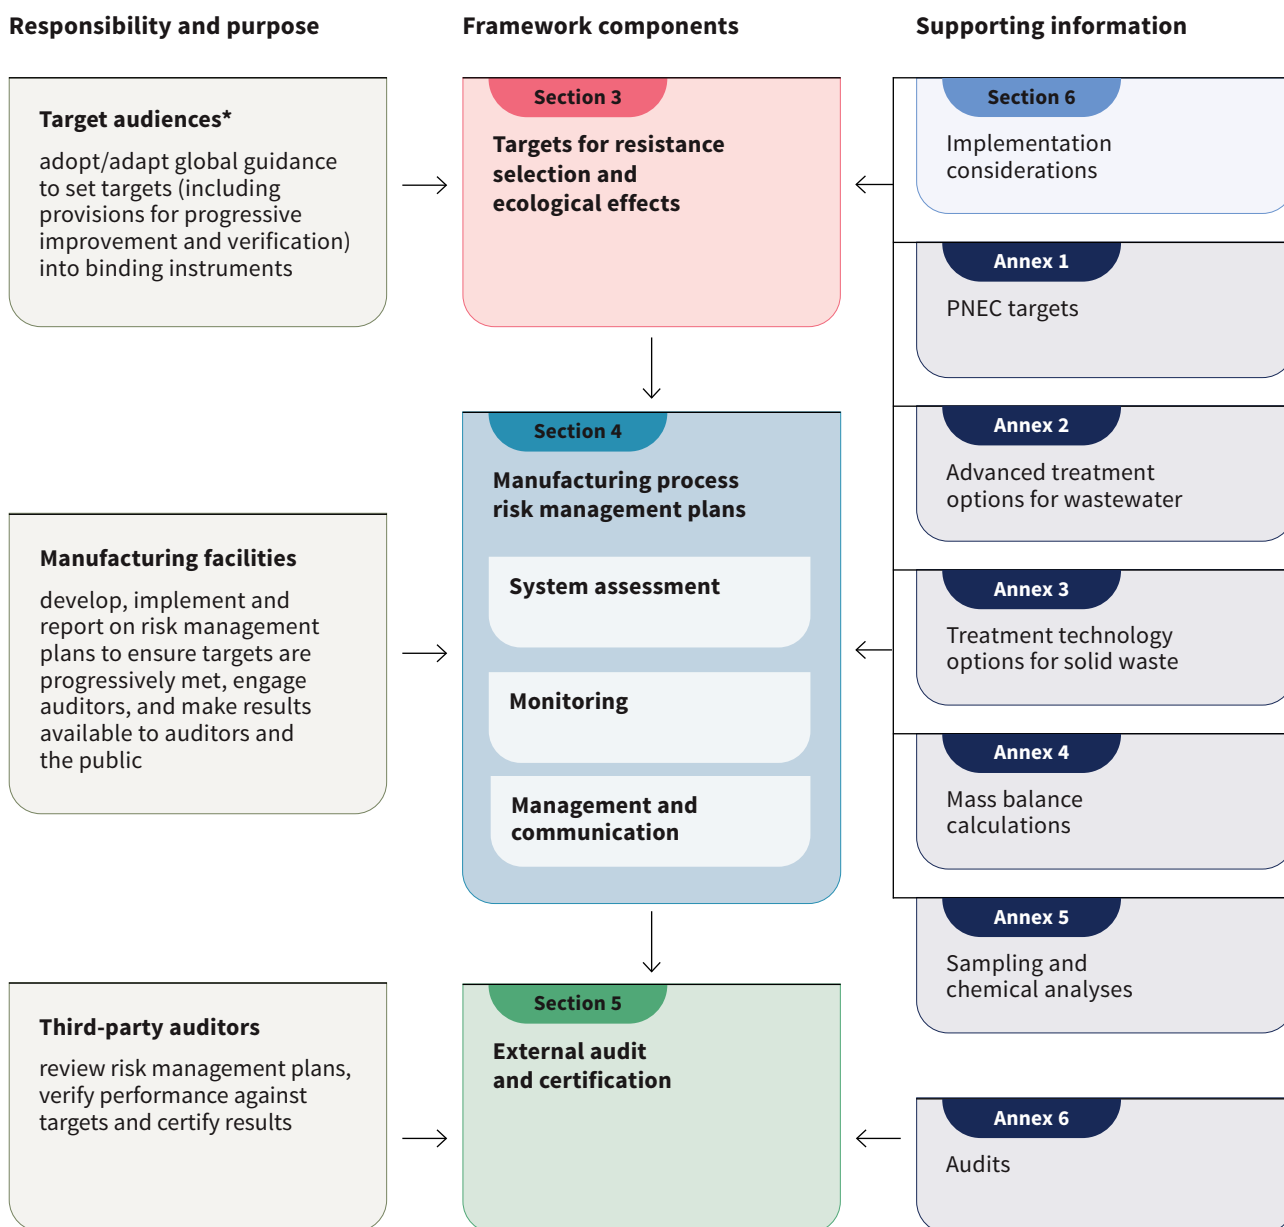 Responsibility and purpose
Target audiences*
adopt/adapt global guidance
to set targets (including
provisions for progressive
improvement and verification)
into binding instruments
Manufacturing facilities
develop, implement and
report on risk management
plans to ensure targets are
progressively met, engage
auditors, and make results
available to auditors and
the public
Third-party auditors
review risk management plans,
verify performance against
targets and certify results
Framework components
Section 3
Targets for resistance
selection and
ecological effects
Section 4
Manufacturing process
risk management plans
System assessment
Monitoring
Management and
communication
Section 5
External audit
and certification
Supporting information
Section 6
Implementation
considerations
Annex 1
PNEC targets
Annex 2
Advanced treatment
options for wastewater
Annex 3
Treatment technology
options for solid waste
Annex 4
Mass balance
calculations
Annex 5
Sampling and
chemical analyses
Annex 6
Audits